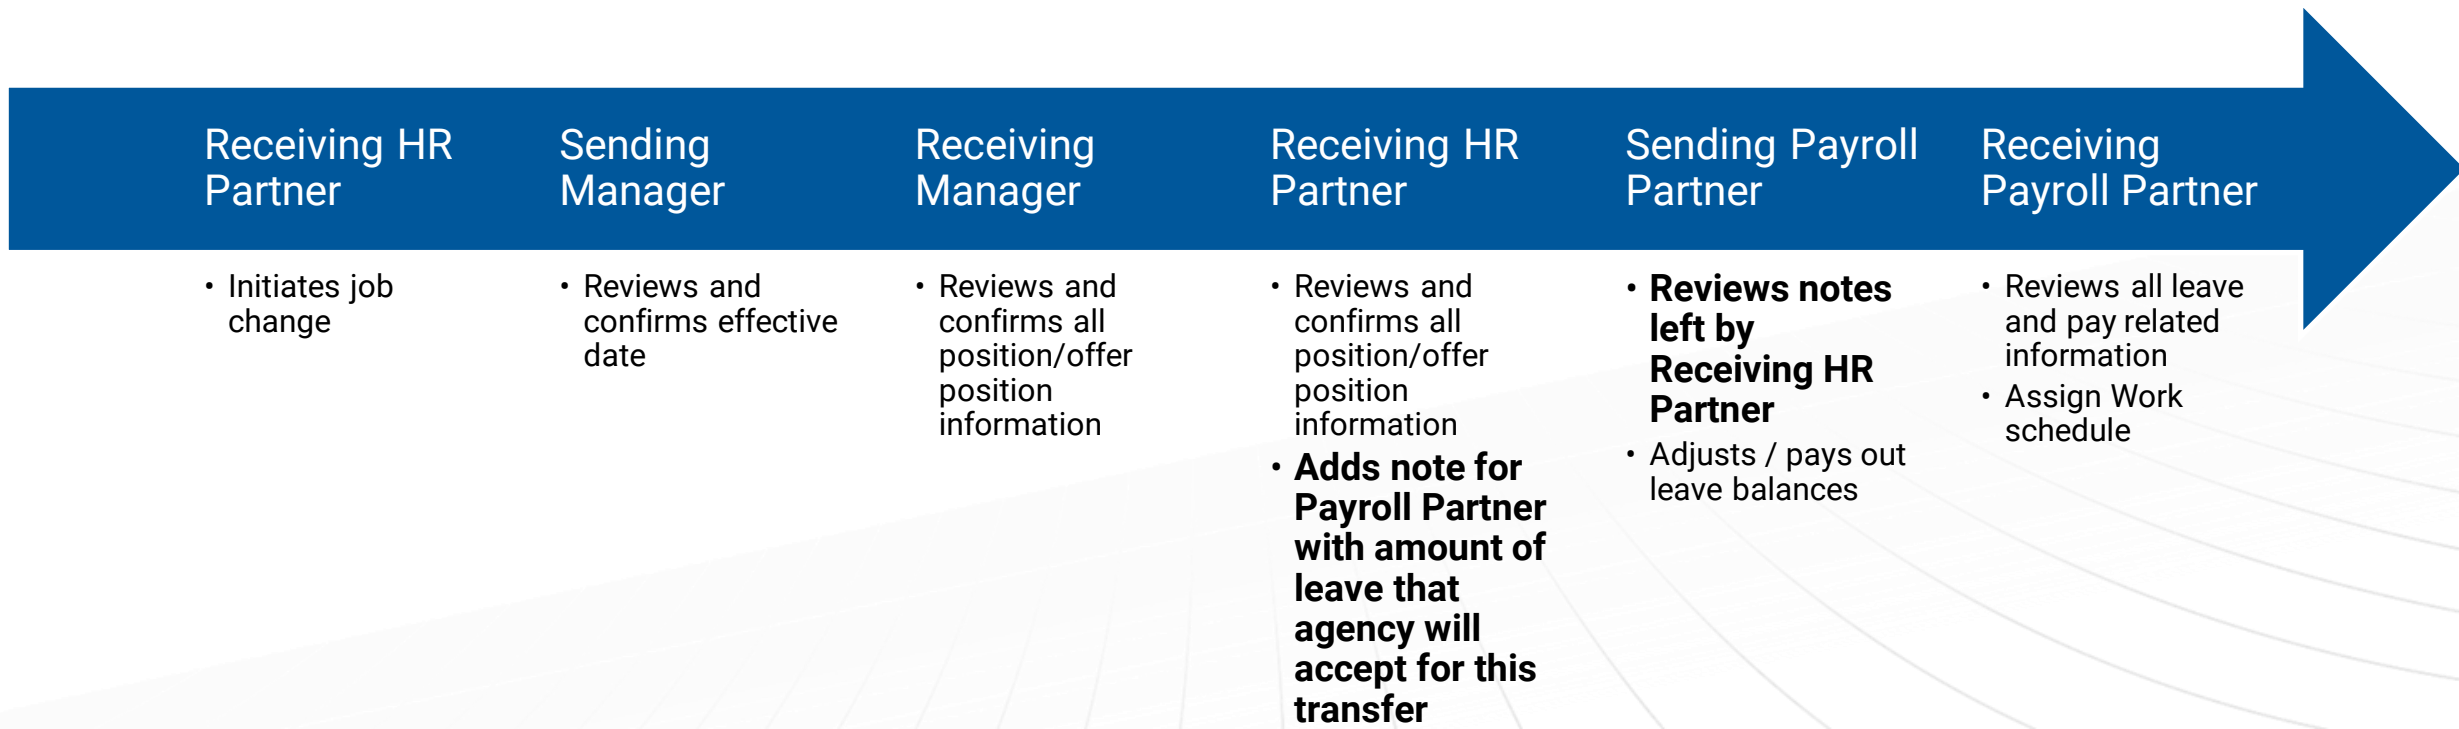 Receiving HR
Partner
• Initiates job
change
Sending
Manager
• Reviews and
confirms effective
date
Receiving
Manager
• Reviews and
confirms all
position/offer
position
information
Receiving HR
Partner
• Reviews and
confirms all
position/offer
position
information
• Adds note for
Payroll Partner
with amount of
leave that
agency will
accept for this
transfer
Sending Payroll
Partner
• Reviews notes
left by
Receiving HR
Partner
• Adjusts / pays out
leave balances
Receiving
Payroll Partner
• Reviews all leave
and pay related
information
• Assign Work
schedule